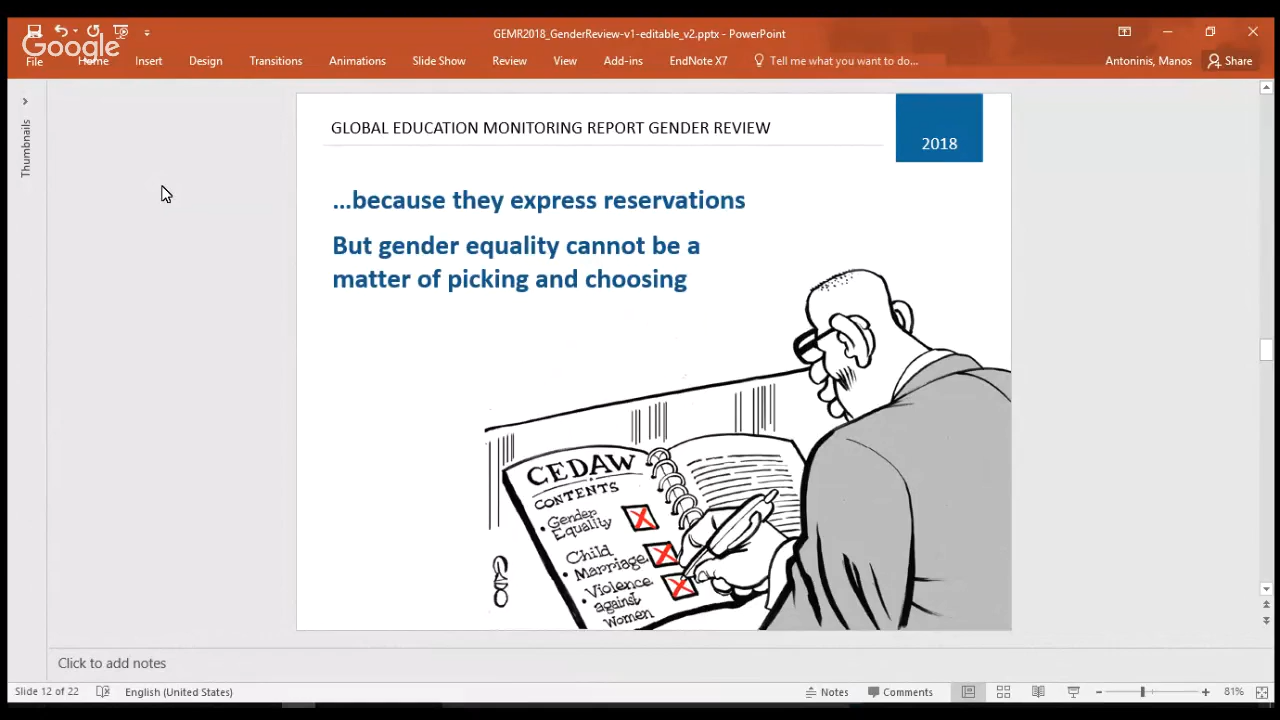 GEMR2018_GenderReview-v1-editable_v2.pptx - PowerPoint
Google
File Home Insert Design Transitions Animations Slide Show Review View Add-ins EndNote X7 Tell me what you want to do... Antoninis, Manos Share
Thumbnails
GLOBAL EDUCATION MONITORING REPORT GENDER REVIEW
2018
...because they express reservations
But gender equality cannot be a
matter of picking and choosing
CEDAW
CONTENTS
• Gender
Equality
• Child
Marriage
• Violence
against
women
GADO
Click to add notes
Slide 12 of 22 English (United States) Notes Comments 81%